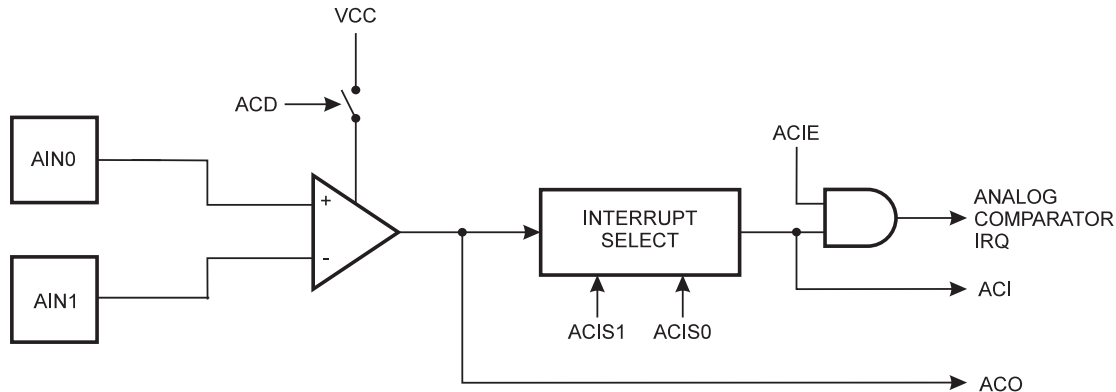 VCC
ACD
ACIE
AIN0
+
-
AIN1
INTERRUPT
SELECT
ANALOG
COMPARATOR
IRQ
ACI
ACIS1
ACIS0
ACO